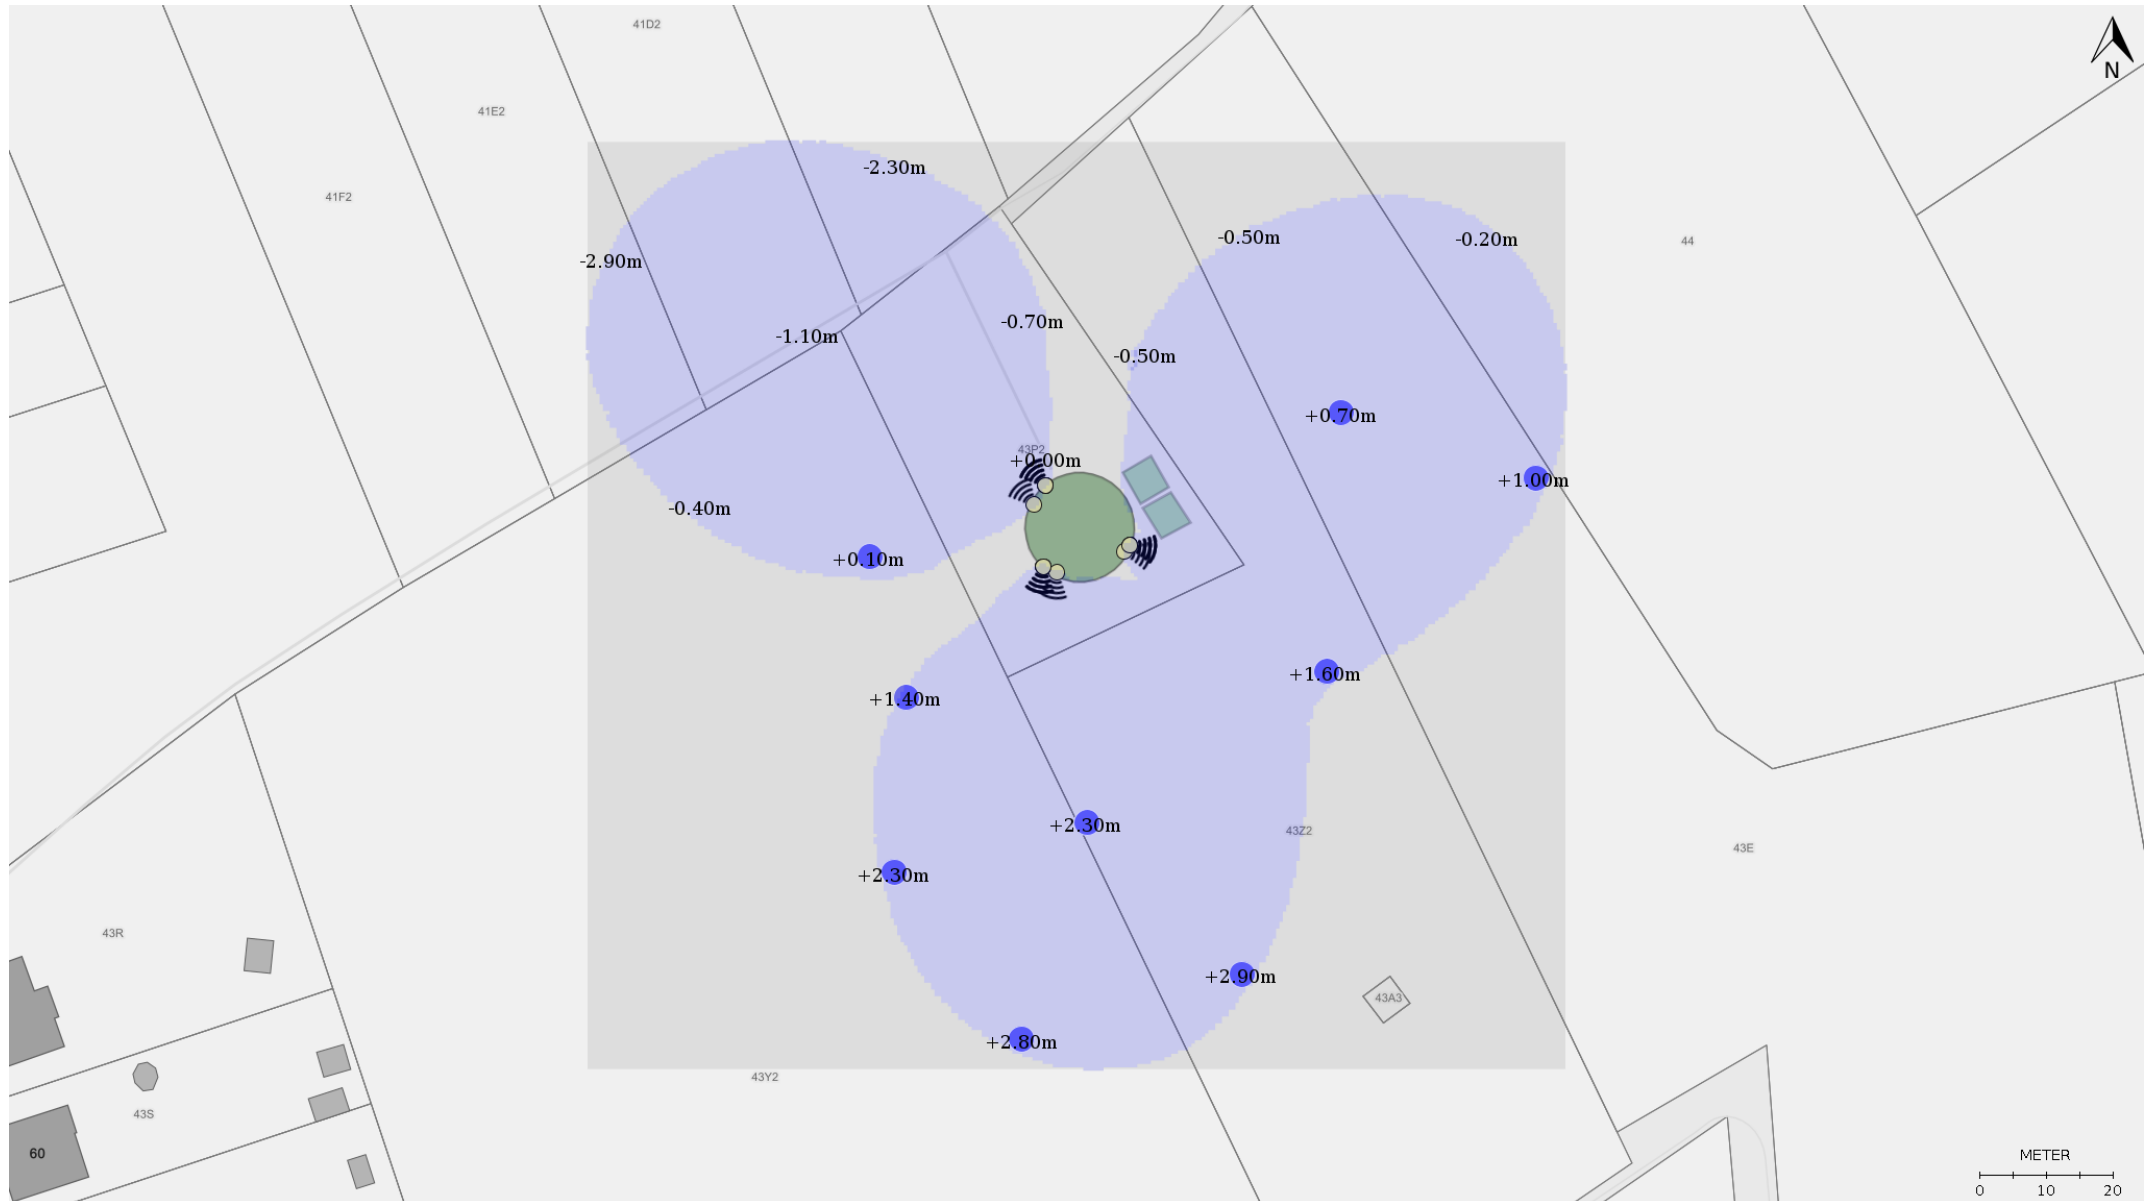 41D2
N
41E2
-2.30m
41F2
-0.50m
-0.20m
44
-2.90m
-0.70m
-1.10m
-0.50m
+0.70m
43P2
+0.00m
+1.00m
-0.40m
+0.10m
+1.60m
+1.40m
+2.30m
43Z2
43E
+2.30m
43R
+2.90m
43A3
+2.80m
43Y2
43S
60
METER
0 10 20